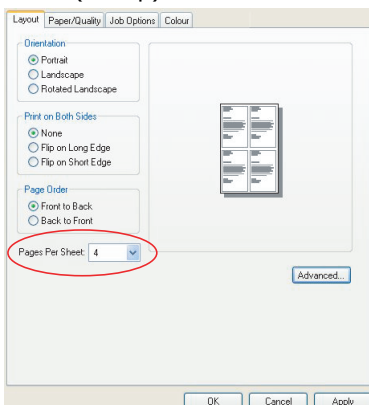 Layout Paper/Quality Job Options Colour
Orientation
Portrait
Landscape
Rotated Landscape
Print on Both Sides
None
Flip on Long Edge
Flip on Short Edge
Page Order
Front to Back
Back to Front
Pages Per Sheet: 4
Advanced...
OK Cancel Apply